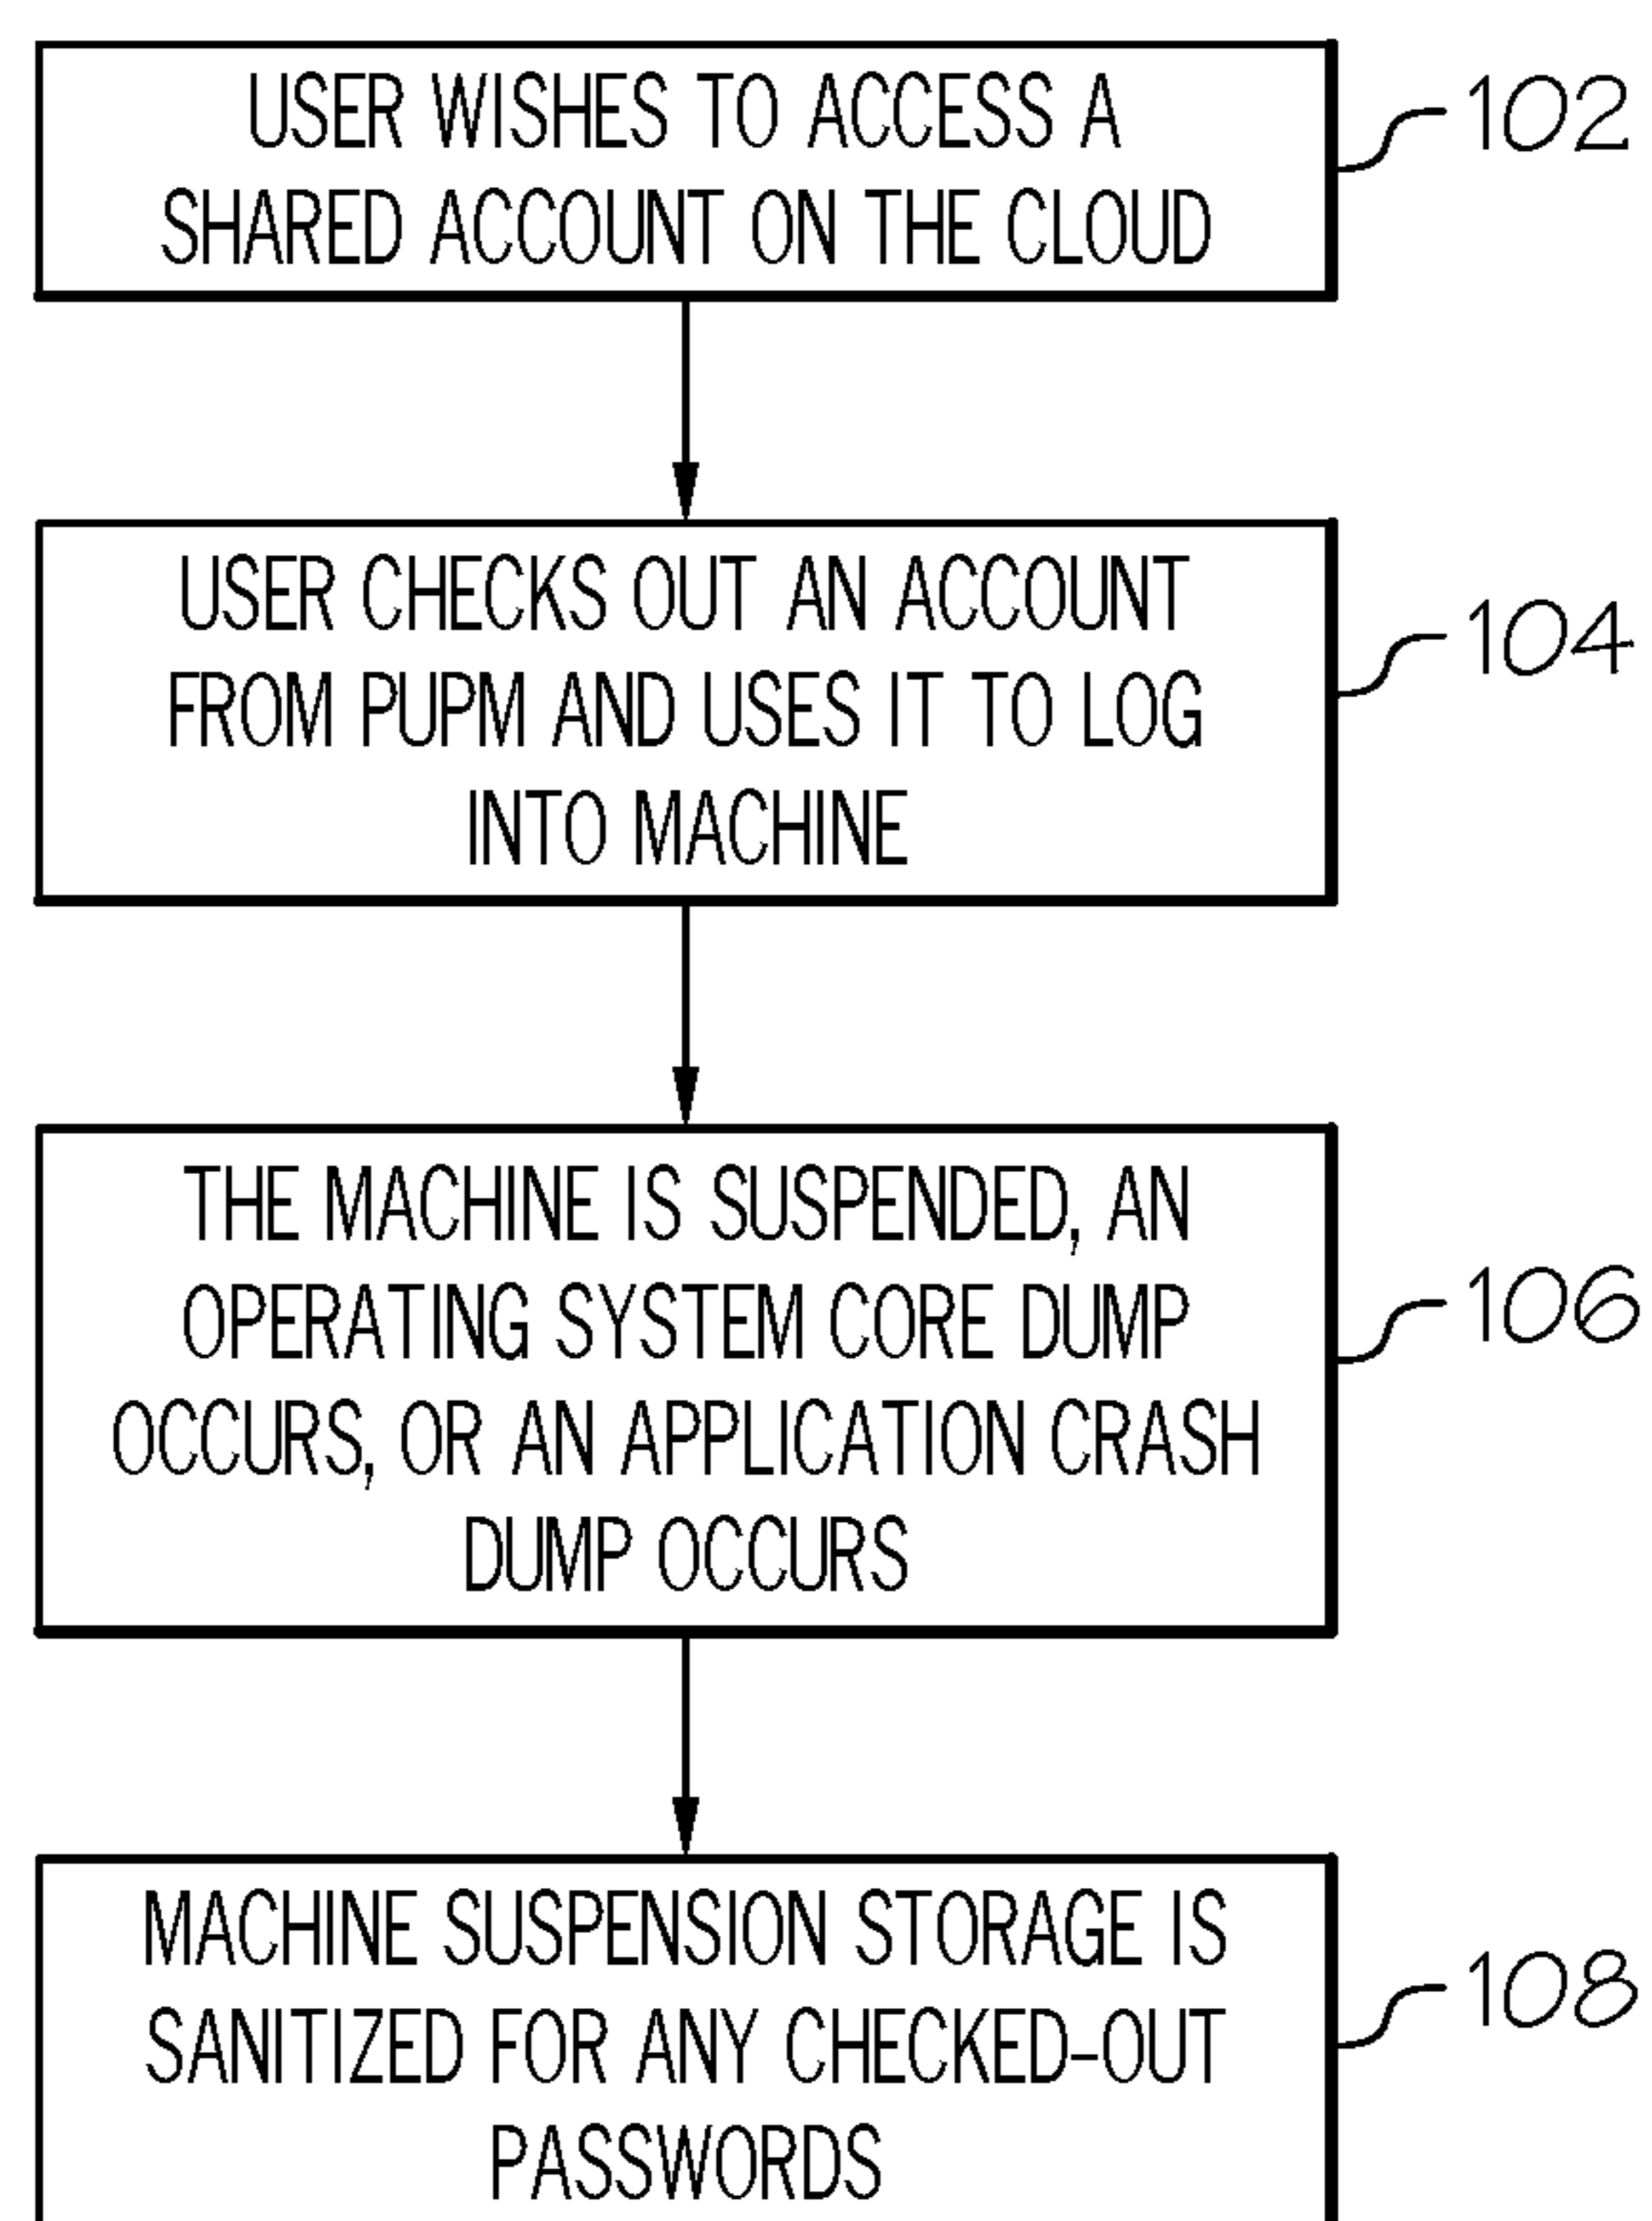 USER WISHES TO ACCESS A
SHARED ACCOUNT ON THE CLOUD
102
USER CHECKS OUT AN ACCOUNT
FROM PUPM AND USES IT TO LOG
INTO MACHINE
104
THE MACHINE IS SUSPENDED, AN
OPERATING SYSTEM CORE DUMP
OCCURS, OR AN APPLICATION CRASH
DUMP OCCURS
106
MACHINE SUSPENSION STORAGE IS
SANITIZED FOR ANY CHECKED-OUT
PASSWORDS
108